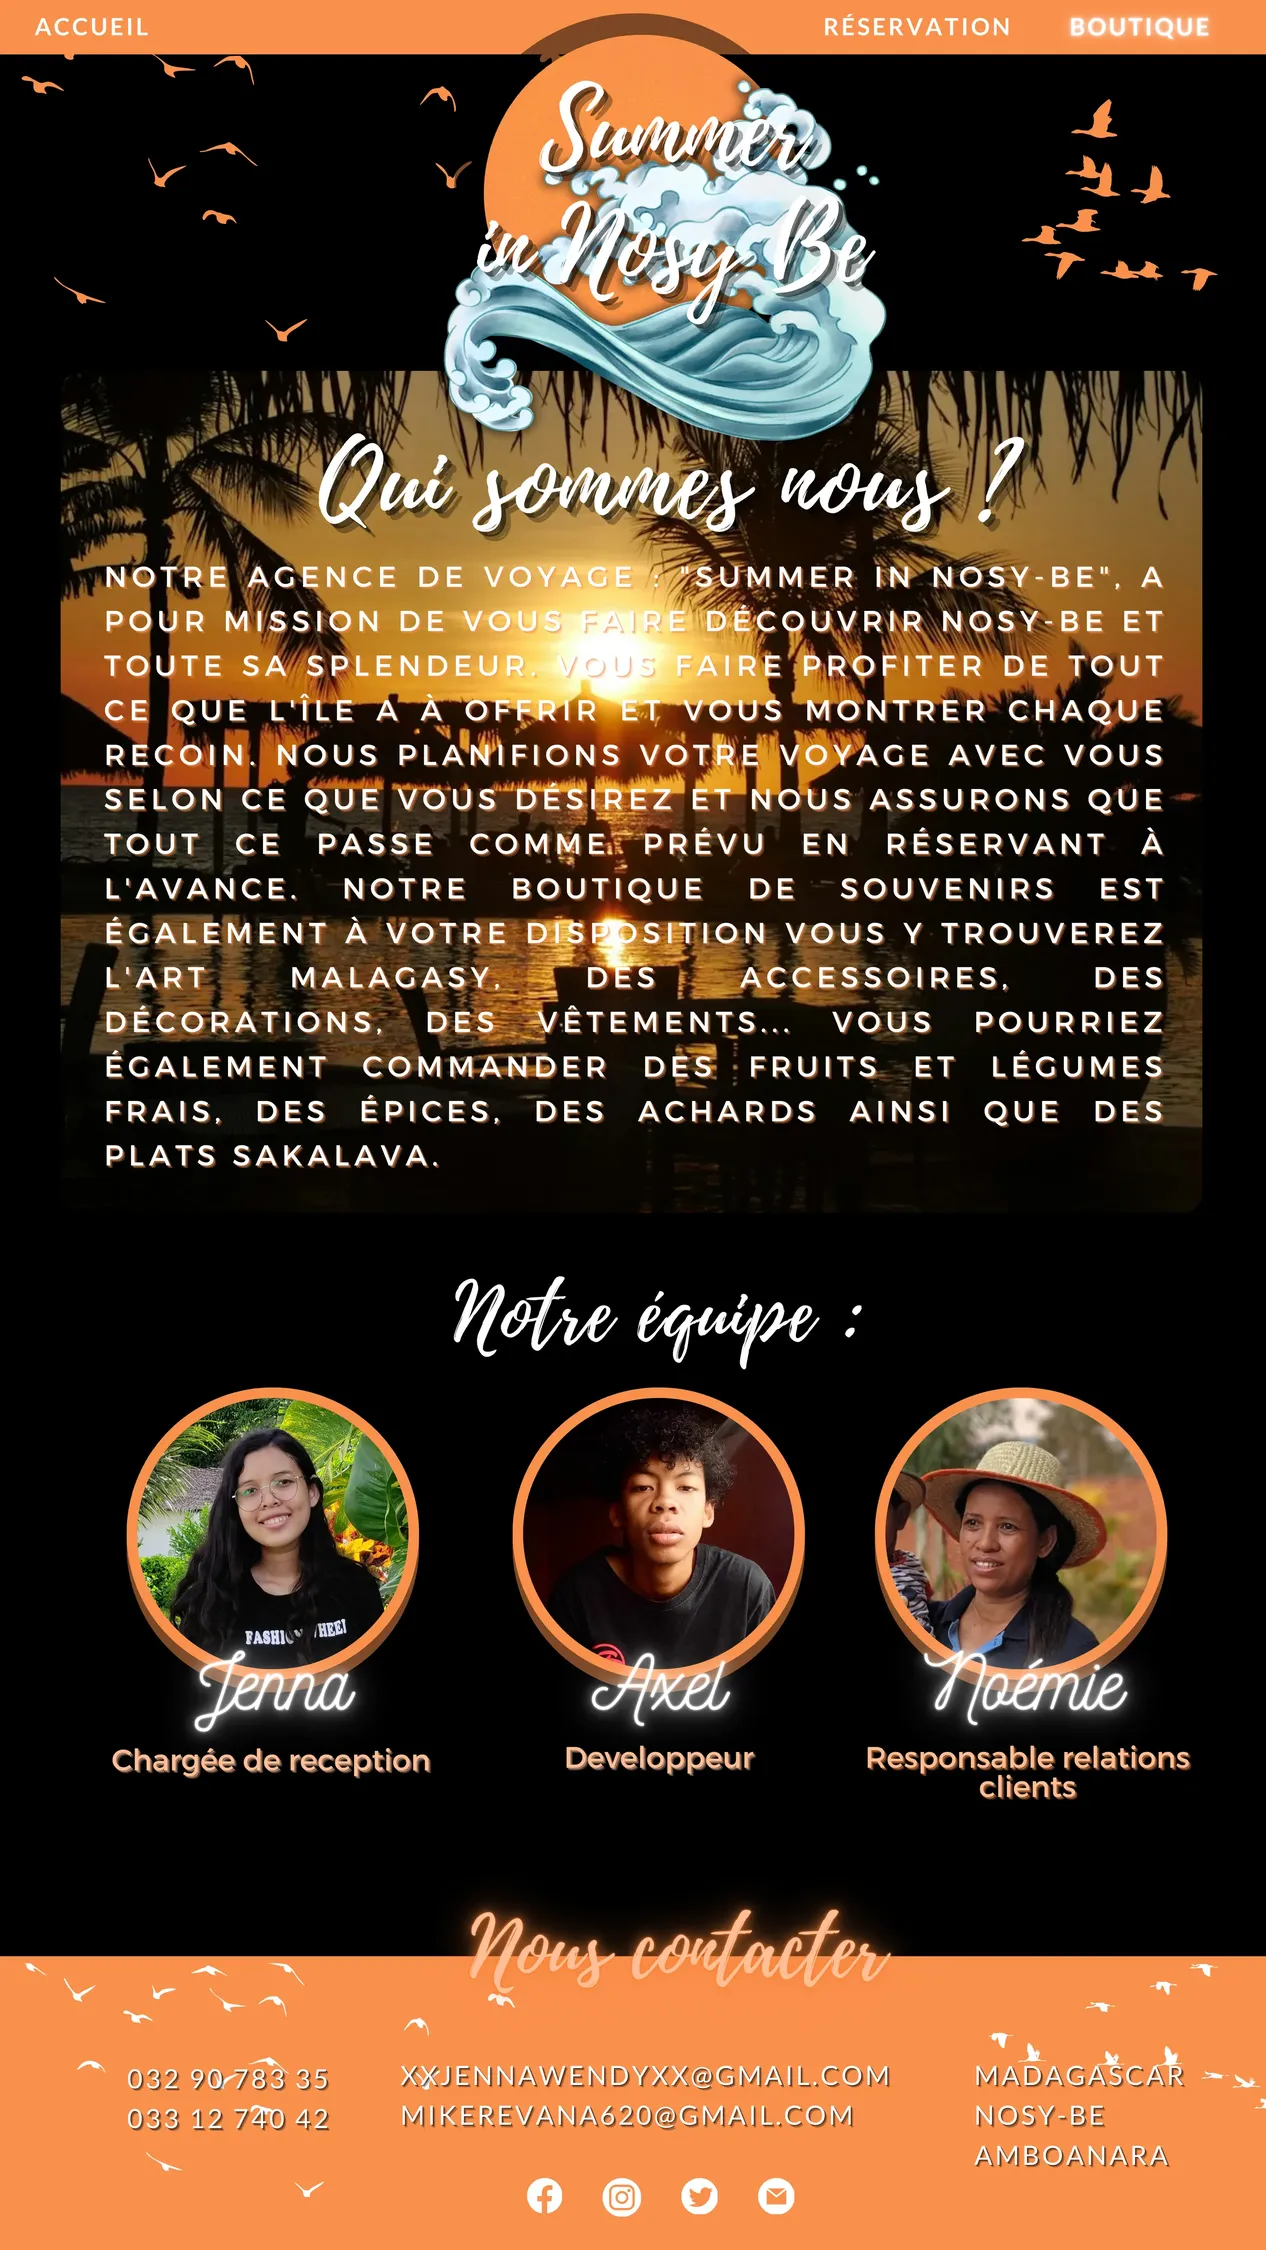 ACCUEIL RÉSERVATION BOUTIQUE
Summer
in Nosy Be
Qui sommes nous ?
NOTRE AGENCE DE VOYAGE : "SUMMER IN NOSY-BE", A
POUR MISSION DE VOUS FAIRE DÉCOUVRIR NOSY-BE ET
TOUTE SA SPLENDEUR. VOUS FAIRE PROFITER DE TOUT
CE QUE L'ÎLE A À OFFRIR ET VOUS MONTRER CHAQUE
RECOIN. NOUS PLANIFIONS VOTRE VOYAGE AVEC VOUS
SELON CE QUE VOUS DÉSIREZ ET NOUS ASSURONS QUE
TOUT CE PASSE COMME PRÉVU EN RÉSERVANT À
L'AVANCE. NOTRE BOUTIQUE DE SOUVENIRS EST
ÉGALEMENT À VOTRE DISPOSITION VOUS Y TROUVEREZ
L'ART MALAGASY, DES ACCESSOIRES, DES
DÉCORATIONS, DES VÊTEMENTS... VOUS POURRIEZ
ÉGALEMENT COMMANDER DES FRUITS ET LÉGUMES
FRAIS, DES ÉPICES, DES ACHARDS AINSI QUE DES
PLATS SAKALAVA.
Notre équipe :
Jenna
Chargée de reception
Axel
Developpeur
Noémie
Responsable relations
clients
Nous contacter
032 90 783 35
033 12 740 42
XXJENNAWENDYXX@GMAIL.COM
MIKEREVANA620@GMAIL.COM
MADAGASCAR
NOSY-BE
AMBOANARA